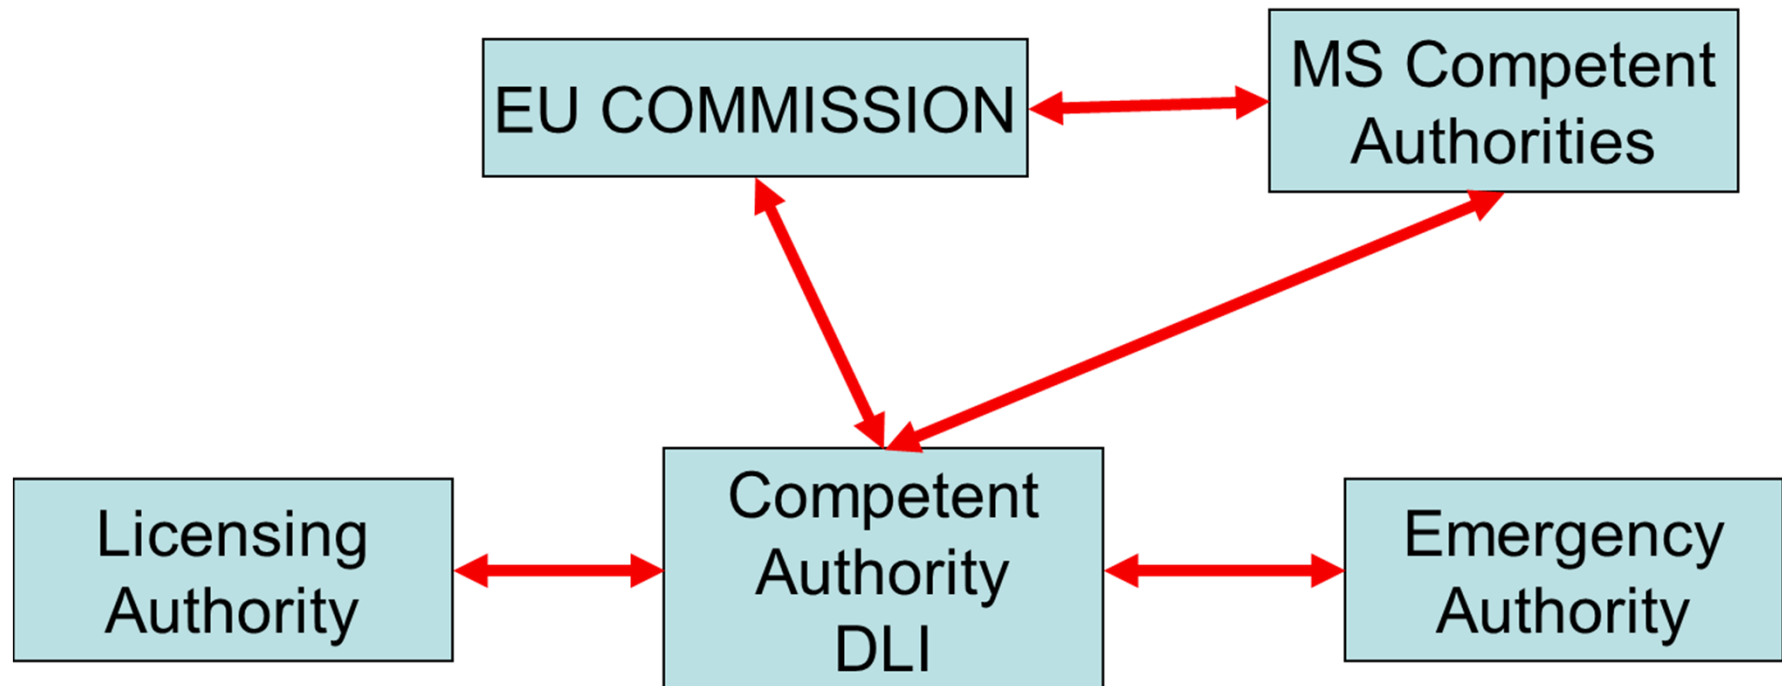 EU COMMISSION
MS Competent
Authorities
Licensing
Authority
Competent
Authority
DLI
Emergency
Authority